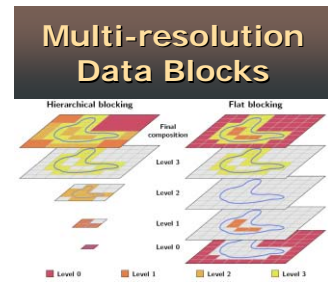 Multi-resolution
Data Blocks
Hierarchical blocking Flat blocking
Final
composition
Level 3
Level 2
Level 1
Level 0
Level 0 Level 1 Level 2 Level 3